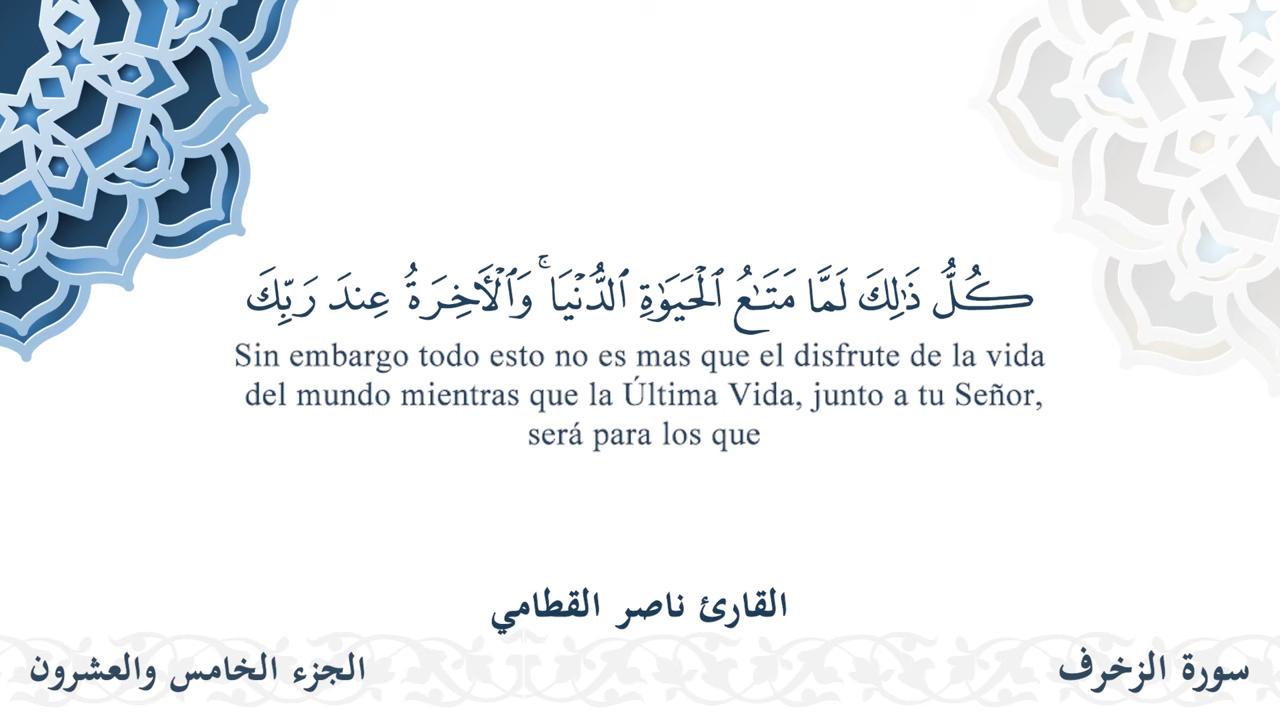 كُلُّ ذَٰلِكَ لَمَّا مَتَـٰعُ ٱلْحَيَوٰةِ ٱلدُّنْيَا ۚ وَٱلْـَٔاخِرَةُ عِندَ رَبِّكَ
Sin embargo todo esto no es mas que el disfrute de la vida
del mundo mientras que la Última Vida, junto a tu Señor,
será para los que
القارئ ناصر القطامي
سورة الزخرف
الجزء الخامس والعشرون